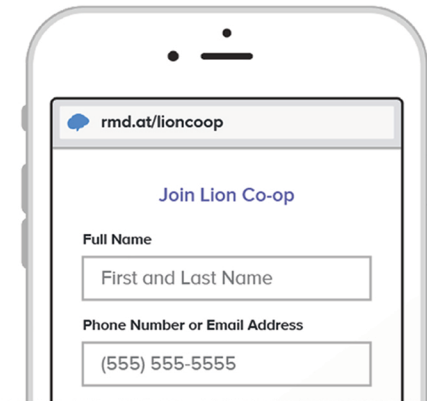 rmd.at/lioncoop
Join Lion Co-op
Full Name
First and Last Name
Phone Number or Email Address
(555) 555-5555